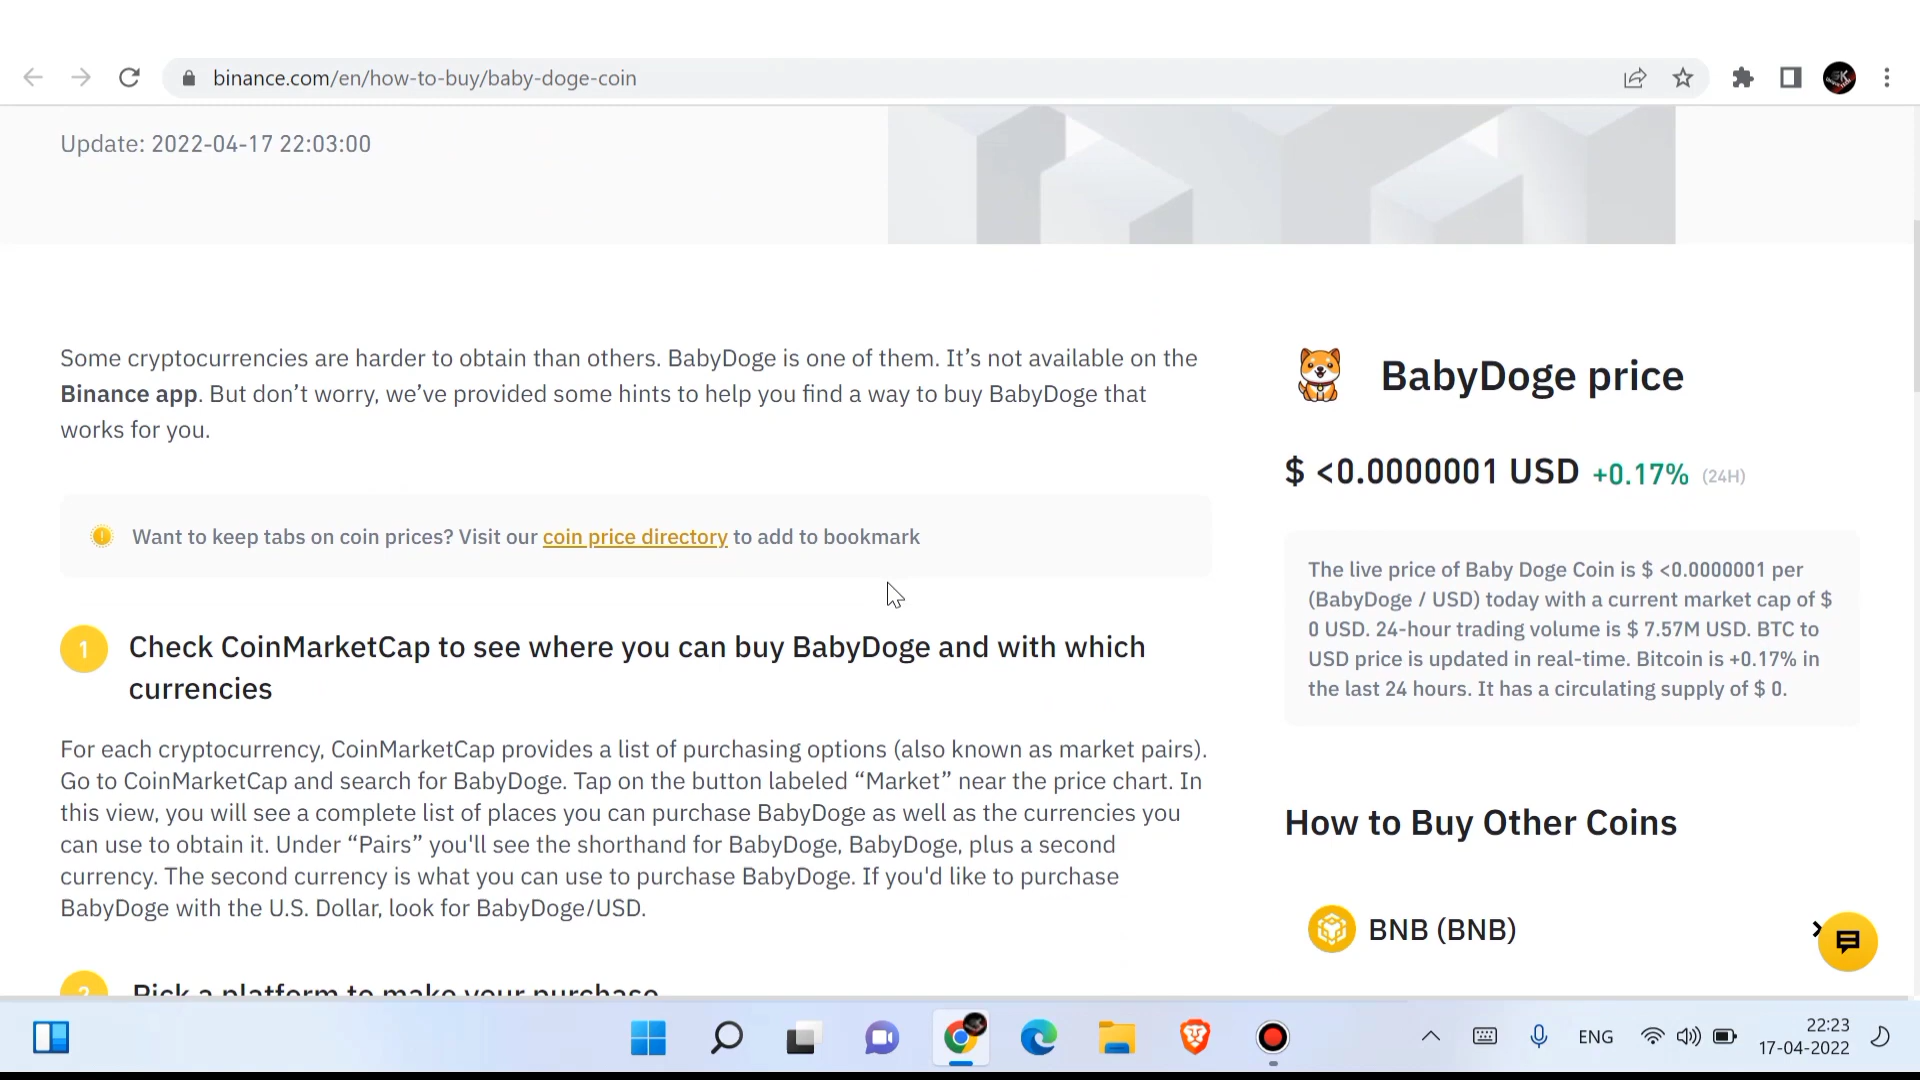 binance.com/en/how-to-buy/baby-doge-coin
Update: 2022-04-17 22:03:00
Some cryptocurrencies are harder to obtain than others. BabyDoge is one of them. It’s not available on the
Binance app. But don’t worry, we’ve provided some hints to help you find a way to buy BabyDoge that
works for you.
Want to keep tabs on coin prices? Visit our coin price directory to add to bookmark
1
Check CoinMarketCap to see where you can buy BabyDoge and with which
currencies
For each cryptocurrency, CoinMarketCap provides a list of purchasing options (also known as market pairs).
Go to CoinMarketCap and search for BabyDoge. Tap on the button labeled “Market” near the price chart. In
this view, you will see a complete list of places you can purchase BabyDoge as well as the currencies you
can use to obtain it. Under “Pairs” you'll see the shorthand for BabyDoge, BabyDoge, plus a second
currency. The second currency is what you can use to purchase BabyDoge. If you'd like to purchase
BabyDoge with the U.S. Dollar, look for BabyDoge/USD.
2
Pick a platform to make your purchase
BabyDoge price
$ <0.0000001 USD +0.17% (24H)
The live price of Baby Doge Coin is $ <0.0000001 per
(BabyDoge / USD) today with a current market cap of $
0 USD. 24-hour trading volume is $ 7.57M USD. BTC to
USD price is updated in real-time. Bitcoin is +0.17% in
the last 24 hours. It has a circulating supply of $ 0.
How to Buy Other Coins
BNB (BNB)
ENG
22:23
17-04-2022